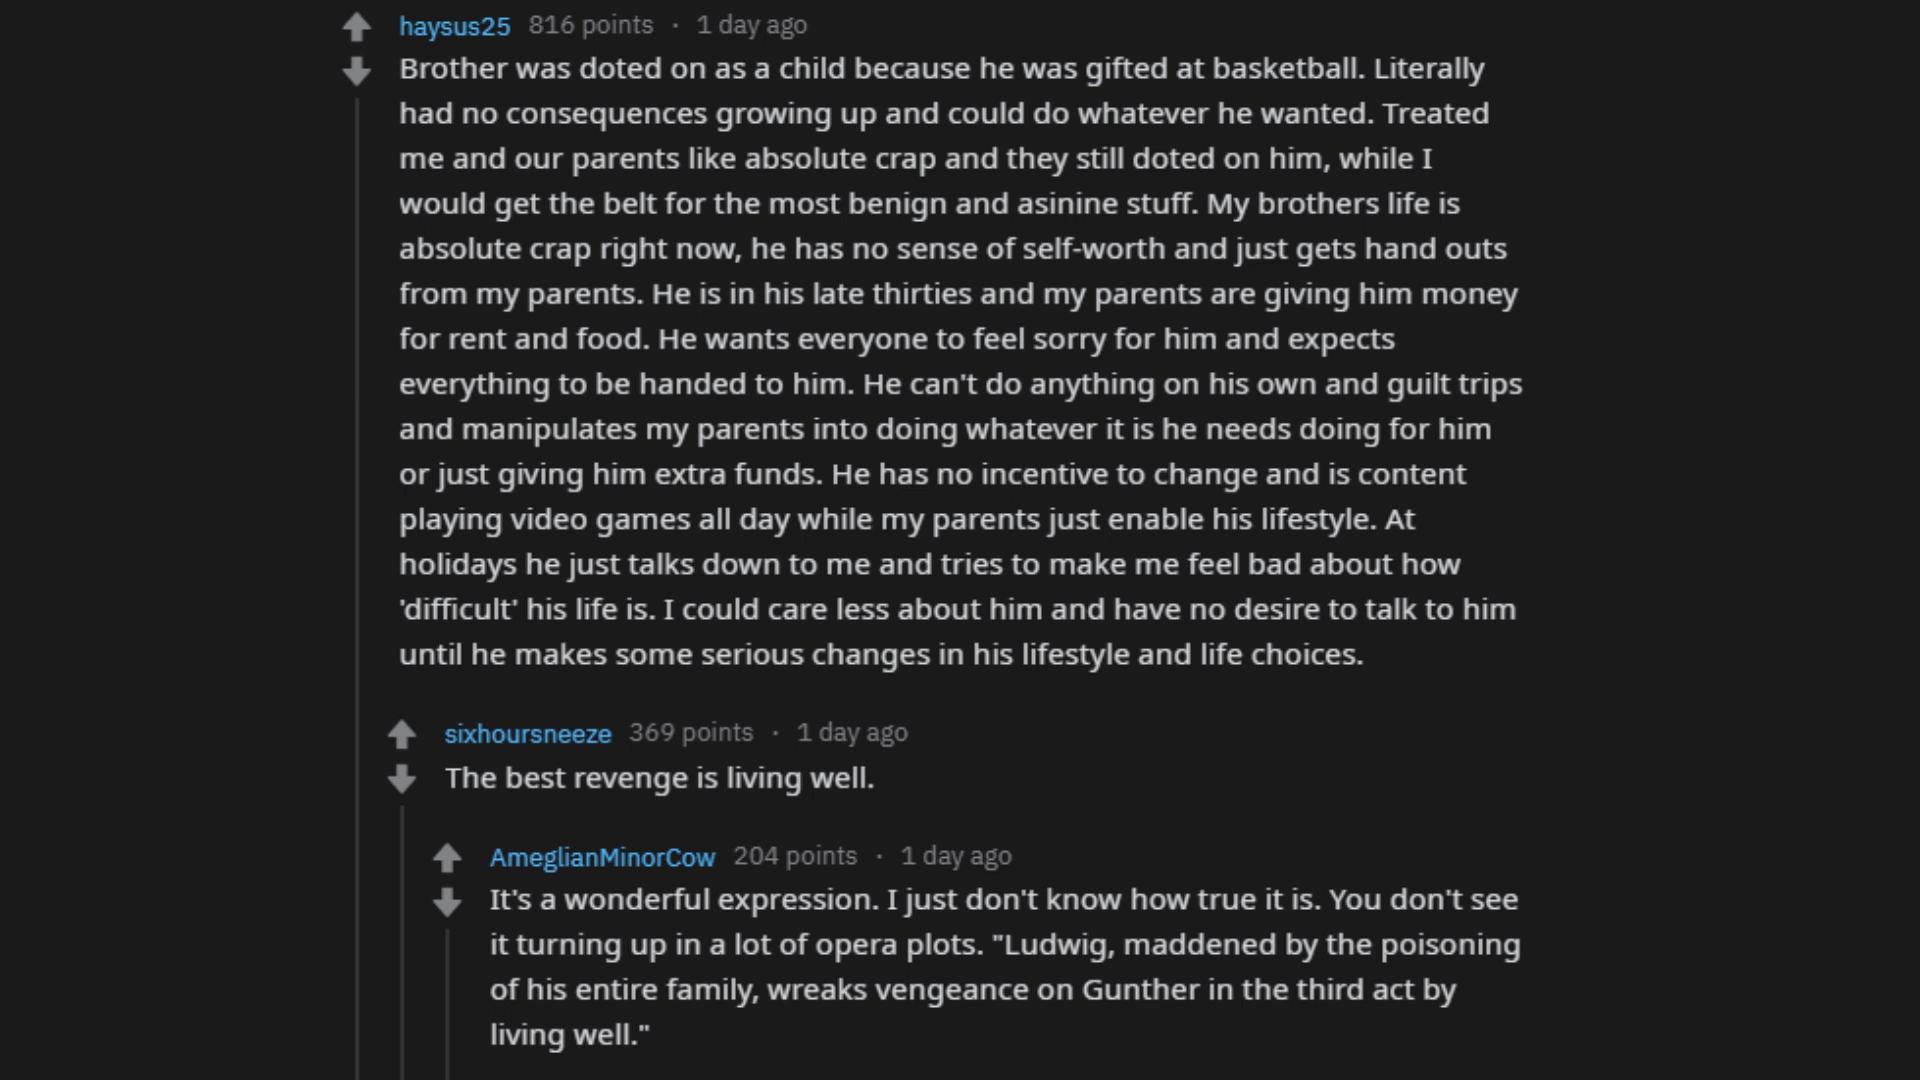 haysus25 816 points · 1 day ago
Brother was doted on as a child because he was gifted at basketball. Literally
had no consequences growing up and could do whatever he wanted. Treated
me and our parents like absolute crap and they still doted on him, while I
would get the belt for the most benign and asinine stuff. My brothers life is
absolute crap right now, he has no sense of self-worth and just gets hand outs
from my parents. He is in his late thirties and my parents are giving him money
for rent and food. He wants everyone to feel sorry for him and expects
everything to be handed to him. He can't do anything on his own and guilt trips
and manipulates my parents into doing whatever it is he needs doing for him
or just giving him extra funds. He has no incentive to change and is content
playing video games all day while my parents just enable his lifestyle. At
holidays he just talks down to me and tries to make me feel bad about how
'difficult' his life is. I could care less about him and have no desire to talk to him
until he makes some serious changes in his lifestyle and life choices.
sixhoursneeze 369 points · 1 day ago
The best revenge is living well.
AmeglianMinorCow 204 points · 1 day ago
It's a wonderful expression. I just don't know how true it is. You don't see
it turning up in a lot of opera plots. "Ludwig, maddened by the poisoning
of his entire family, wreaks vengeance on Gunther in the third act by
living well."